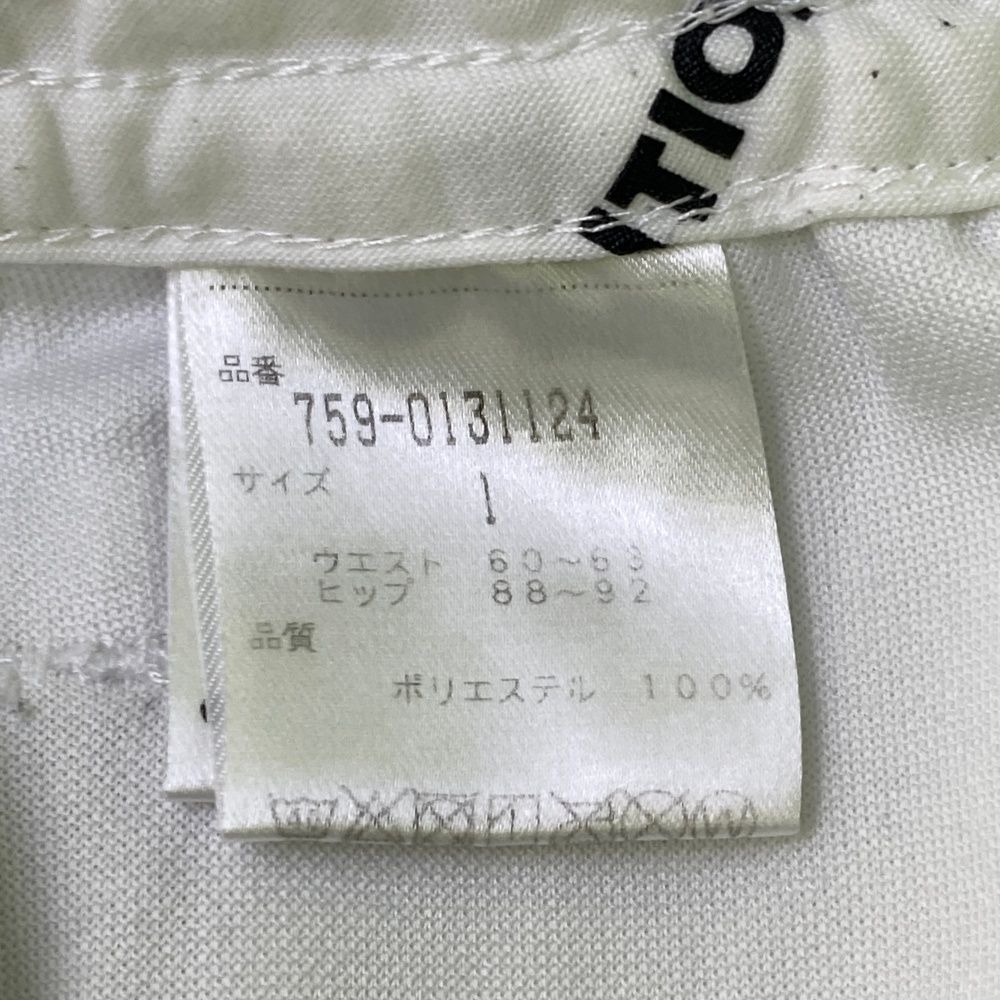 TIO
品番
759-0131124
サイズ 1
ウエスト 60~63
ヒップ 88~92
品質
ポリエステル 100%